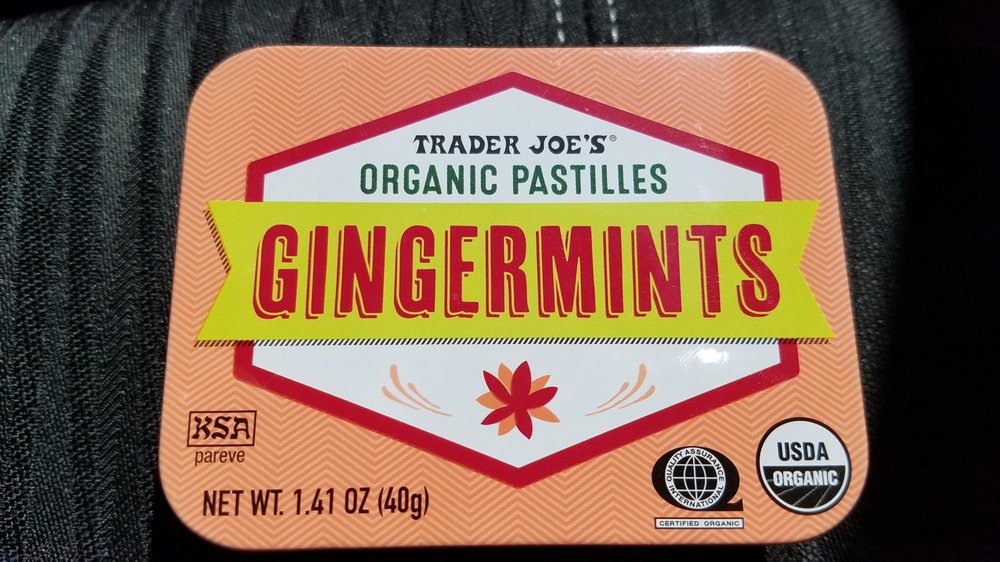 TRADER JOE'S®
ORGANIC PASTILLES
GINGERMINTS
KSA
pareve
NET WT. 1.41 OZ (40g)
QUALITY ASSURANCE
INTERNATIONAL
CERTIFIED ORGANIC
USDA
ORGANIC